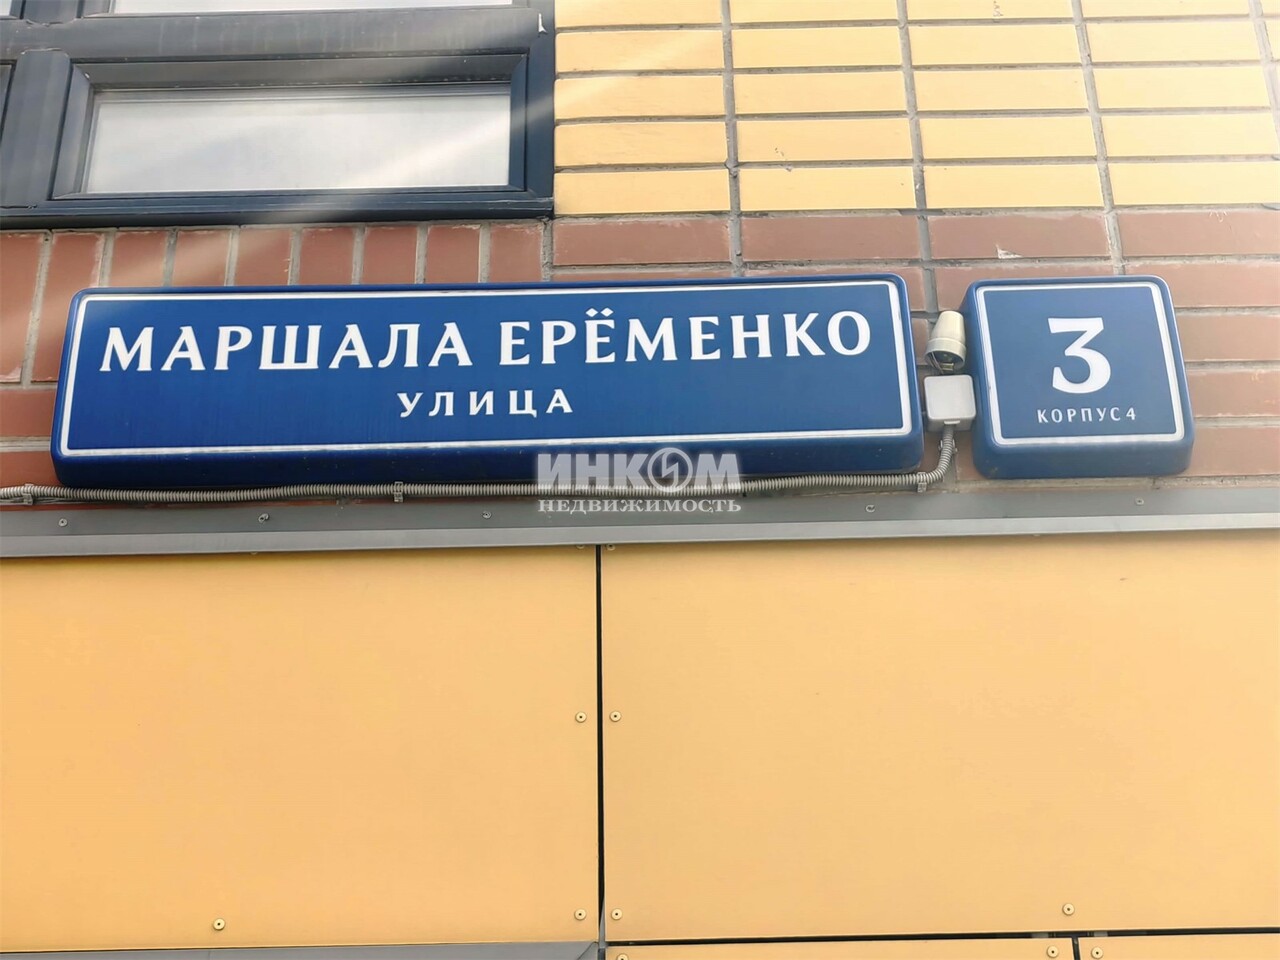 МАРШАЛА ЕРЁМЕНКО
УЛИЦА
3
КОРПУС 4
ИНКОМ
НЕДВИЖИМОСТЬ